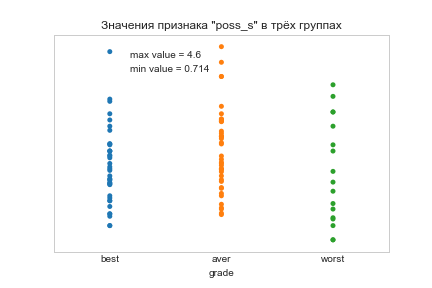 Значения признака "poss_s" в трёх группах
max value = 4.6
min value = 0.714
best aver worst
grade